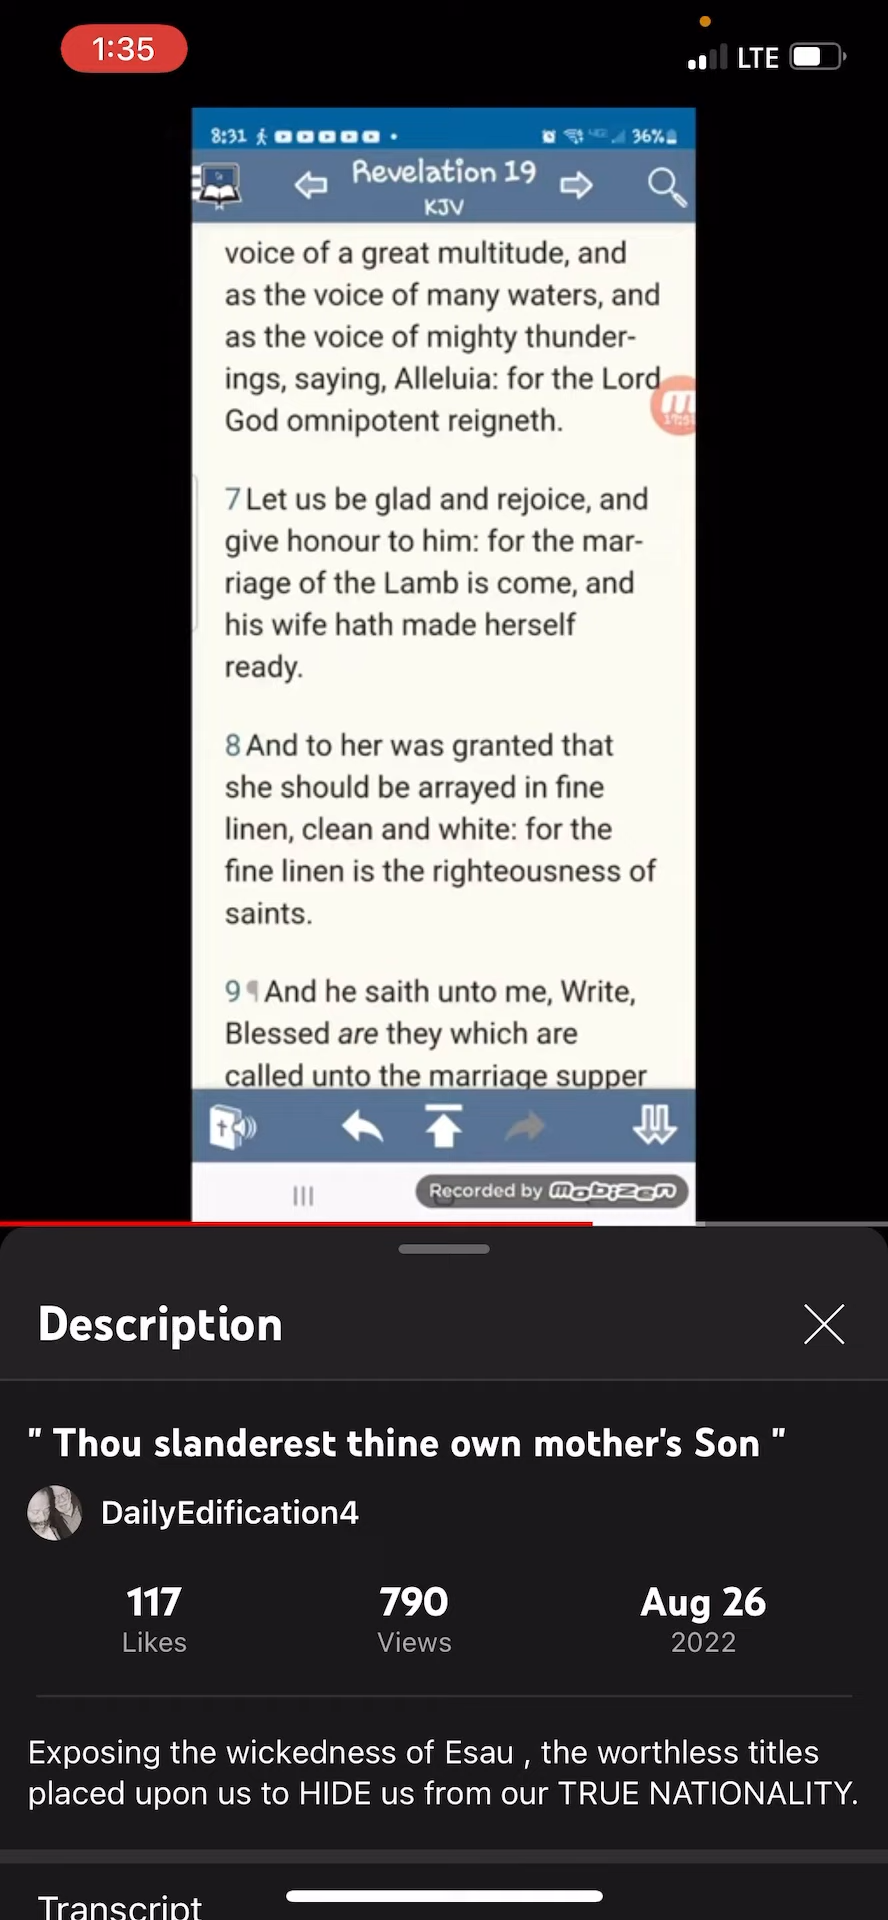 1:35
LTE
8:31
36%
Revelation 19
KJV
voice of a great multitude, and
as the voice of many waters, and
as the voice of mighty thunder-
ings, saying, Alleluia: for the Lord
God omnipotent reigneth.
7 Let us be glad and rejoice, and
give honour to him: for the mar-
riage of the Lamb is come, and
his wife hath made herself
ready.
8 And to her was granted that
she should be arrayed in fine
linen, clean and white: for the
fine linen is the righteousness of
saints.
9 ¶ And he saith unto me, Write,
Blessed are they which are
called unto the marriage supper
Recorded by mobizen
Description
" Thou slanderest thine own mother's Son "
DailyEdification4
117 790 Aug 26
Likes Views 2022
Exposing the wickedness of Esau , the worthless titles
placed upon us to HIDE us from our TRUE NATIONALITY.
Transcript